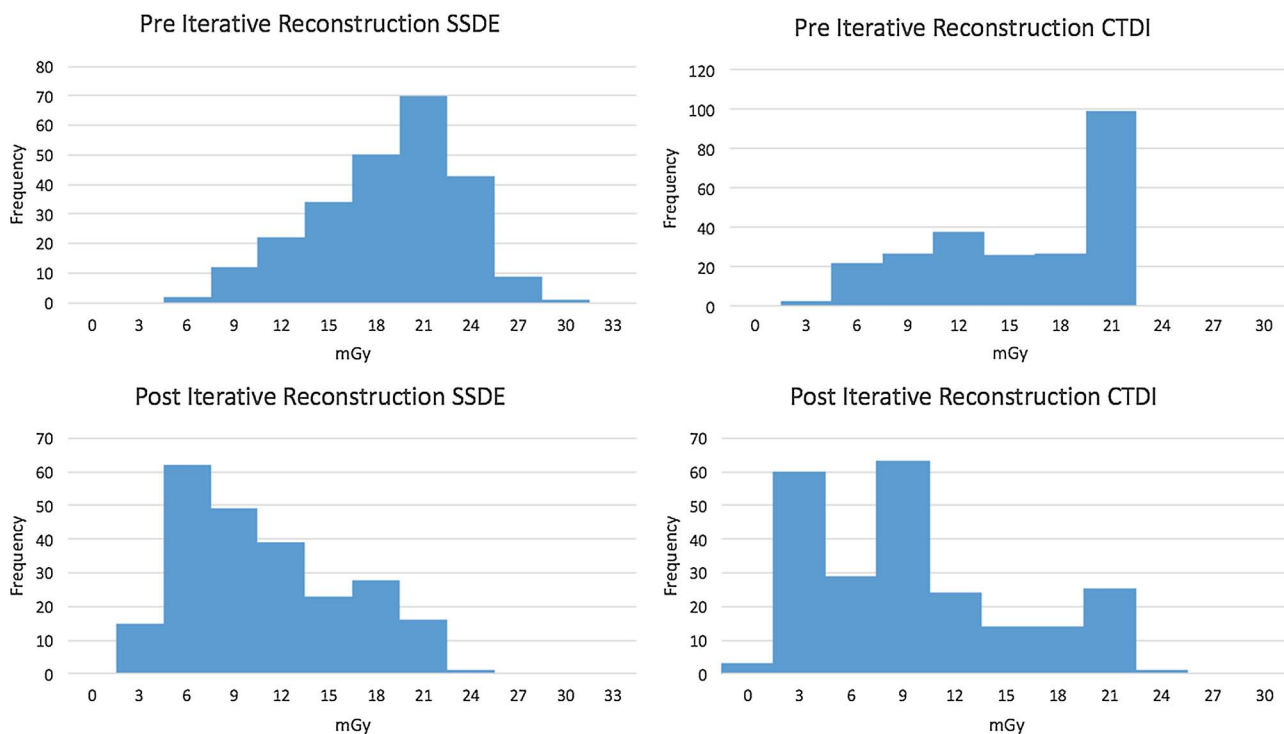 Pre Iterative Reconstruction SSDE
80
70
60
50
40
30
20
10
0
Frequency
0 3 6 9 12 15 18 21 24 27 30 33
mGy
Pre Iterative Reconstruction CTDI
120
100
80
60
40
20
0
Frequency
0 3 6 9 12 15 18 21 24 27 30
mGy
Post Iterative Reconstruction SSDE
70
60
50
40
30
20
10
0
Frequency
0 3 6 9 12 15 18 21 24 27 30 33
mGy
Post Iterative Reconstruction CTDI
70
60
50
40
30
20
10
0
Frequency
0 3 6 9 12 15 18 21 24 27 30
mGy